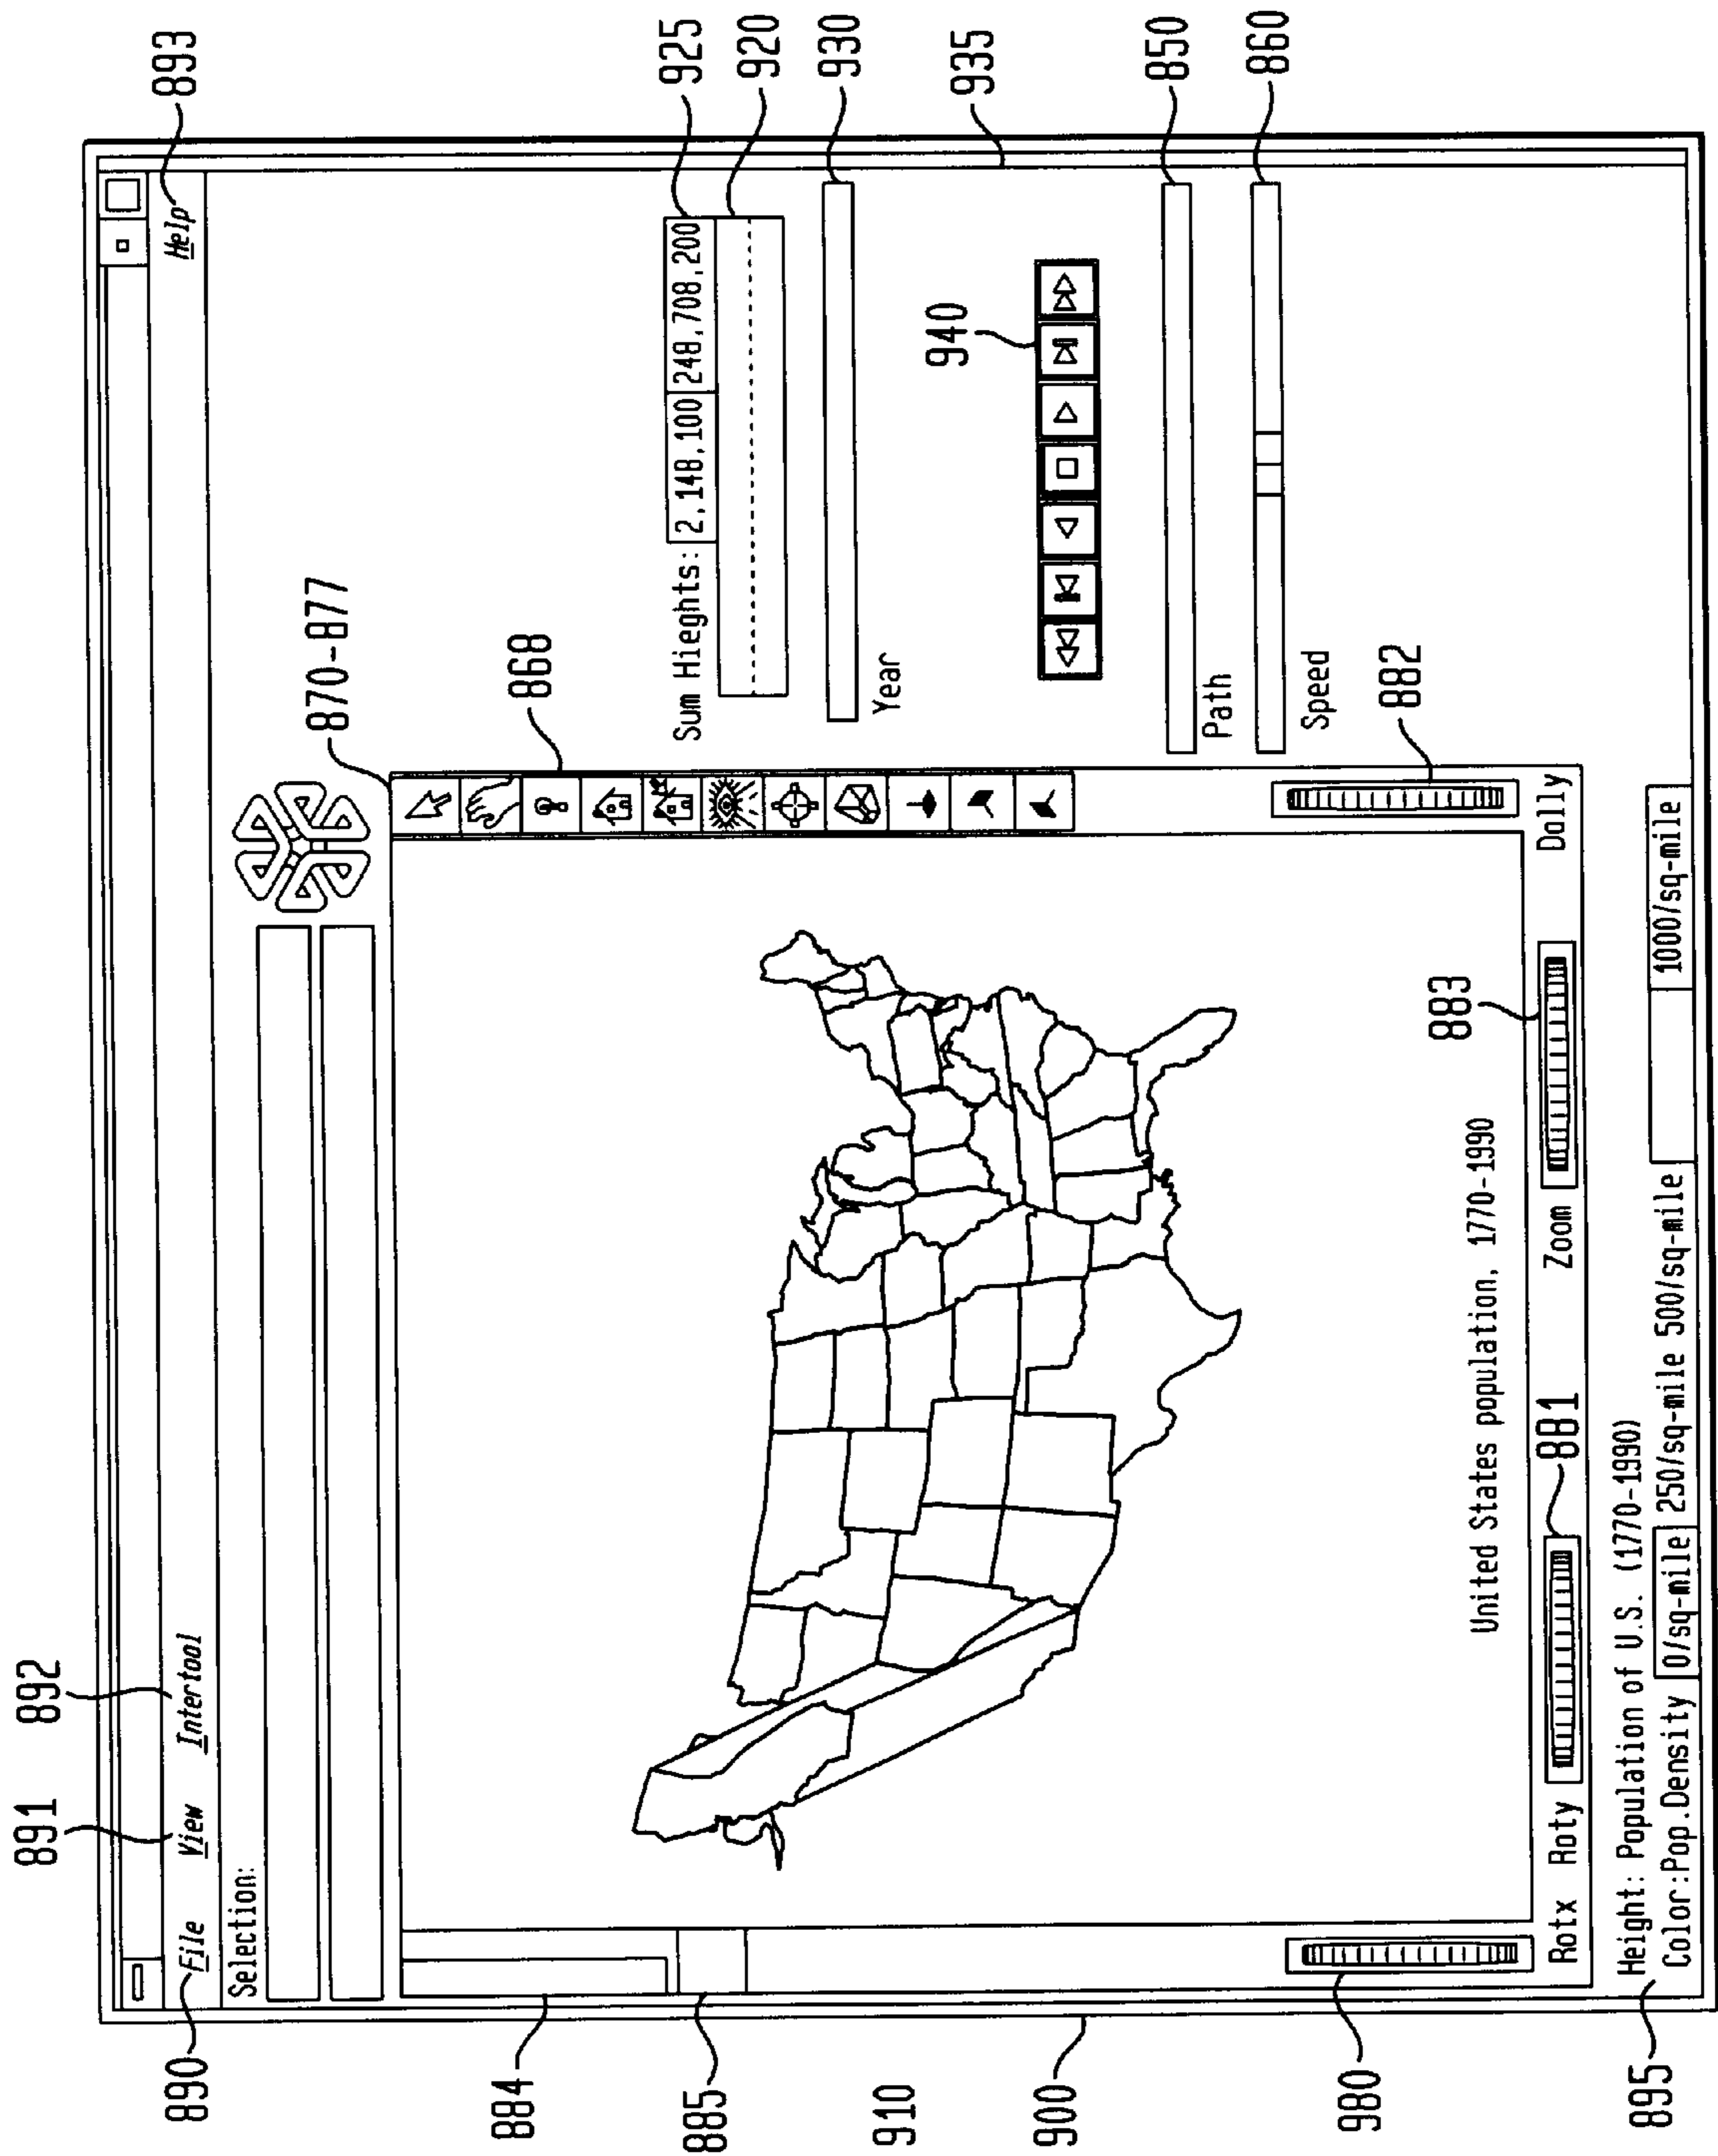 891
892
890
File View Intertool
Help
893
Selection:
870-877
868
884
885
910
900
980
Sum Hieghts: 2,148,100 248,708,200
925
920
930
Year
940
935
850
Path
860
Speed
882
United States population, 1770-1990
881
883
Rotx Roty Zoom Dally
Height: Population of U.S. (1770-1990)
Color:Pop.Density 0/sq-mile 250/sq-mile 500/sq-mile 1000/sq-mile
895